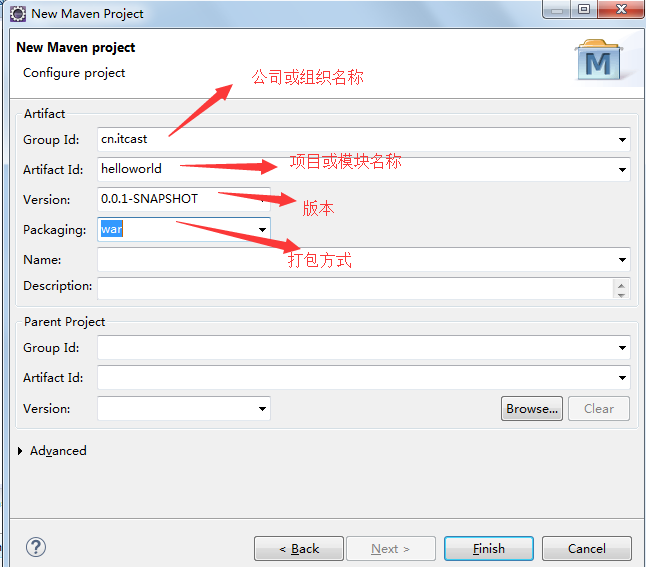 New Maven Project
New Maven project
Configure project
M
公司或组织名称
Artifact
Group Id: cn.itcast
Artifact Id: helloworld
项目或模块名称
Version: 0.0.1-SNAPSHOT
版本
Packaging: war
打包方式
Name:
Description:
Parent Project
Group Id:
Artifact Id:
Version:
Browse... Clear
Advanced
? < Back Next > Finish Cancel